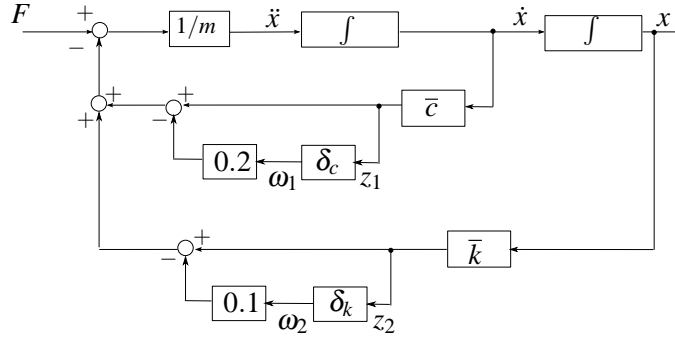 F − 1/m ẍ ∫ ẋ ∫ x
−
+ + − + c̅
+
0.2 ω₁ δ_c z₁
− + k̅
0.1 ω₂ δ_k z₂